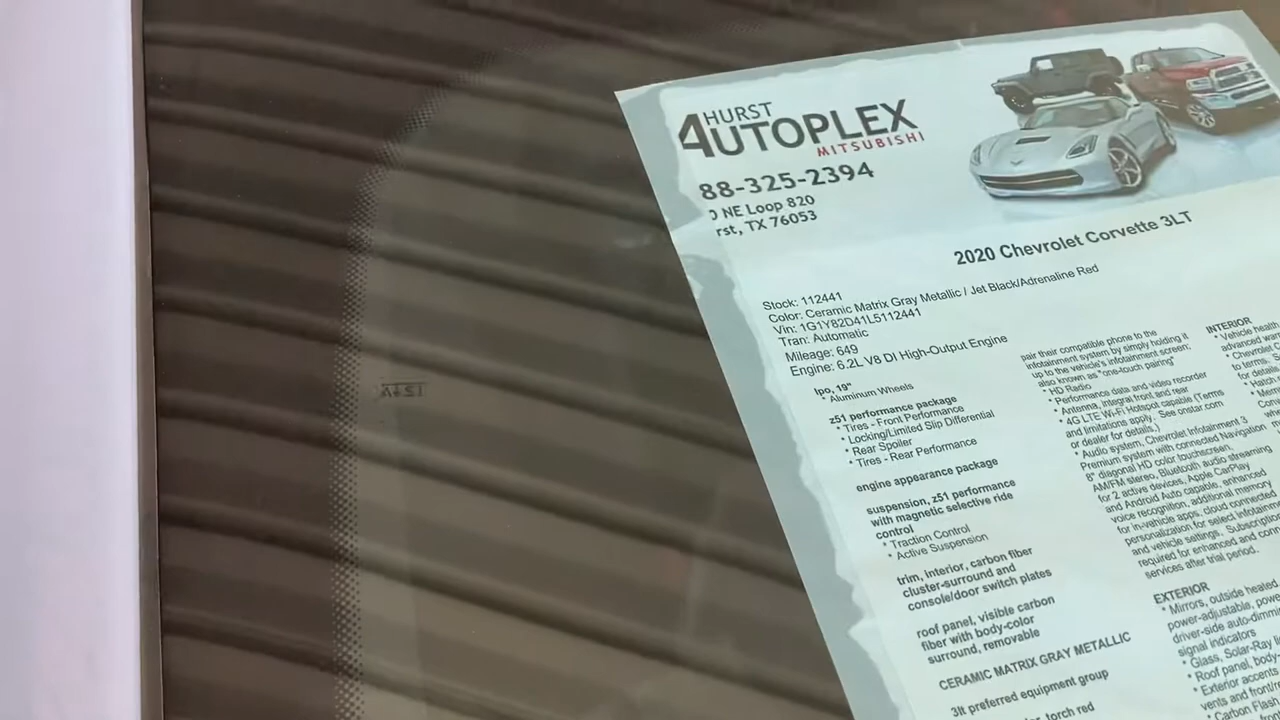 HURST
AUTOPLEX
MITSUBISHI
88-325-2394
0 NE Loop 820
rst, TX 76053
2020 Chevrolet Corvette 3LT
Stock: 112441
Color: Ceramic Matrix Gray Metallic / Jet Black/Adrenaline Red
Vin: 1G1Y82D41L5112441
Tran: Automatic
Mileage: 649
Engine: 6.2L V8 DI High-Output Engine
lpo, 19"
* Aluminum Wheels
z51 performance package
* Tires - Front Performance
* Locking/Limited Slip Differential
* Rear Spoiler
* Tires - Rear Performance
engine appearance package
suspension, z51 performance
with magnetic selective ride
control
* Traction Control
* Active Suspension
trim, interior, carbon fiber
cluster-surround and
console/door switch plates
roof panel, visible carbon
fiber with body-color
surround, removable
CERAMIC MATRIX GRAY METALLIC
3lt preferred equipment group
torch red
pair their compatible phone to the
infotainment system by simply holding it
up to the vehicle's infotainment screen;
also known as "one-touch pairing"
* HD Radio
* Performance data and video recorder
* Antenna, integral front and rear
* 4G LTE Wi-Fi Hotspot capable (Terms
and limitations apply. See onstar.com
or dealer for details.)
* Audio system, Chevrolet Infotainment 3
Premium system with connected Navigation,
8" diagonal HD color touchscreen,
AM/FM stereo, Bluetooth audio streaming
for 2 active devices, Apple CarPlay
and Android Auto capable, enhanced
voice recognition, additional memory
for in-vehicle apps, cloud connected
personalization for select infotainm
and vehicle settings. Subscription
required for enhanced and conn
services after trial period.
EXTERIOR
* Mirrors, outside heated
power-adjustable, powe
driver-side auto-dimm
signal indicators
* Glass, Solar-Ray
* Roof panel, body
* Exterior accents
vents and front/r
Carbon Flash
INTERIOR
* Vehicle health
advanced war
* Chevrolet C
to terms. S
for details
* Hatch